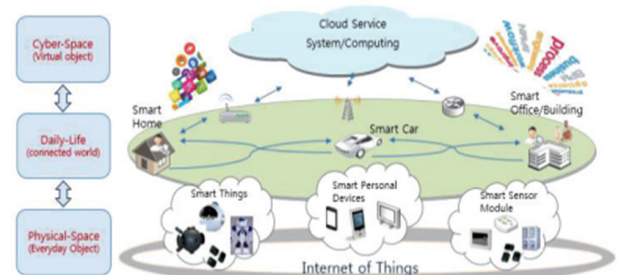 Cyber-Space
(Virtual object)
Daily-Life
(connected world)
Physical-Space
(Everyday Object)
Cloud Service
System/Computing
process
Smart
Home
Smart Car
Smart
Office/Building
Smart Things
Smart Personal
Devices
Smart Sensor
Module
Internet of Things